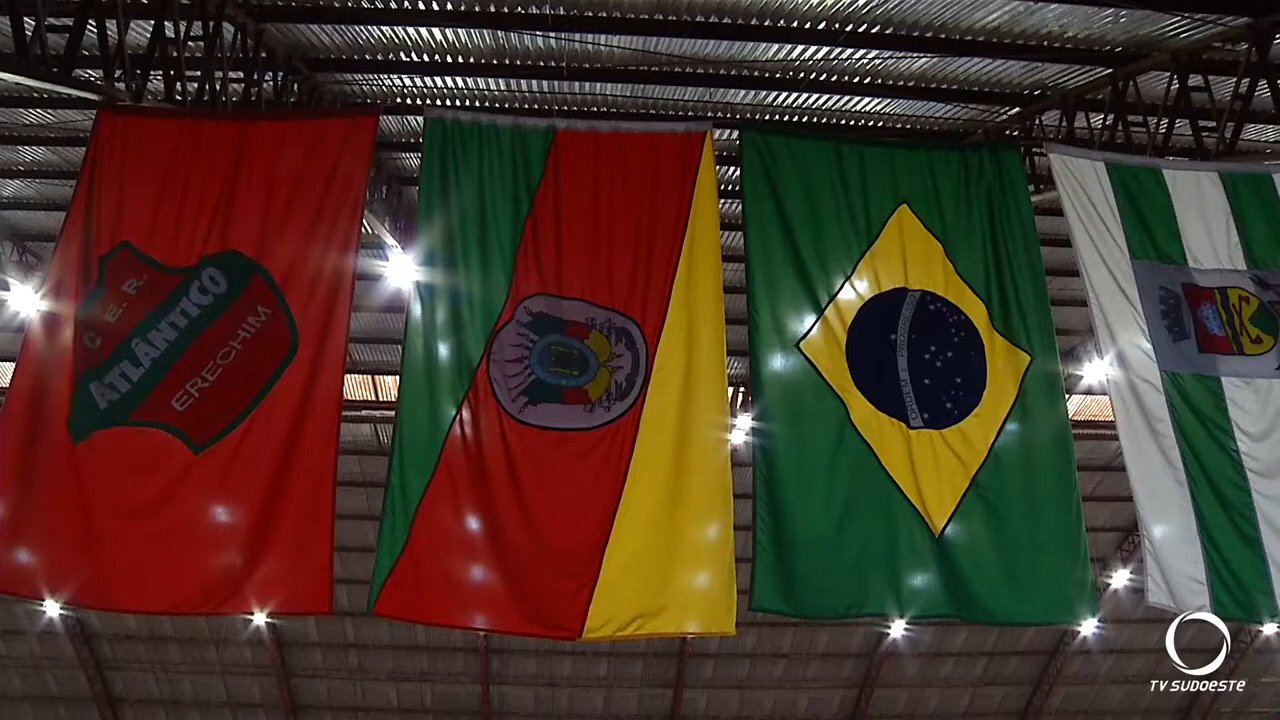 C. E. R.
ATLÂNTICO
ERECHIM
ORDEM E PROGRESSO
TV SUDOESTE